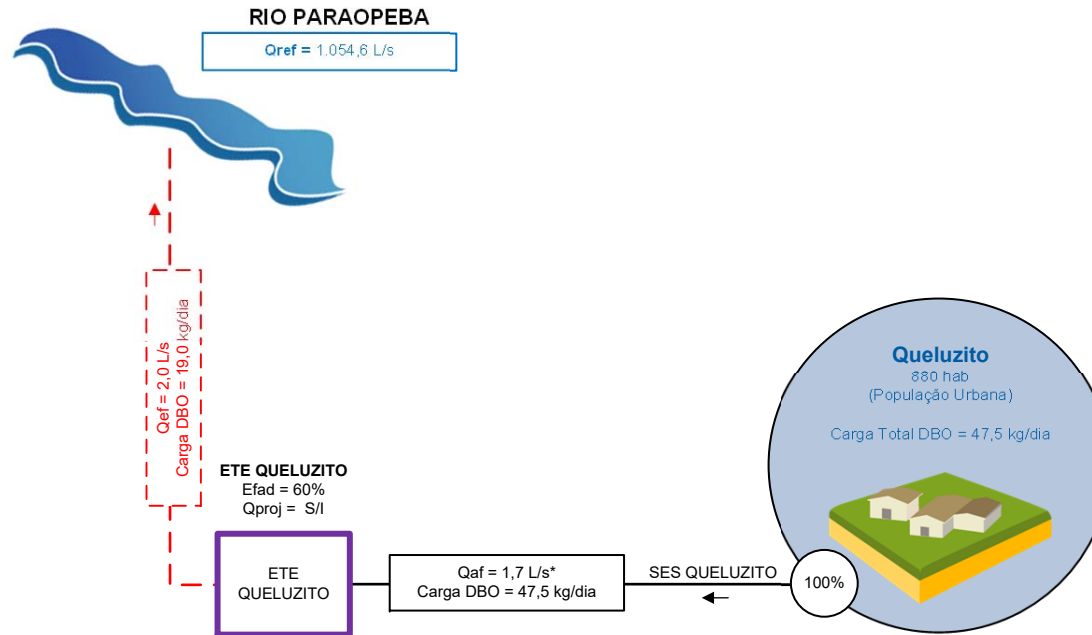 RIO PARAOPEBA
Qref = 1.054,6 L/s
Qef = 2,0 L/s
Carga DBO = 19,0 kg/dia
ETE QUELUZITO
Efad = 60%
Qproj = S/I
ETE
QUELUZITO
Qaf = 1,7 L/s*
Carga DBO = 47,5 kg/dia
SES QUELUZITO
100%
Queluzito
880 hab
(População Urbana)
Carga Total DBO = 47,5 kg/dia